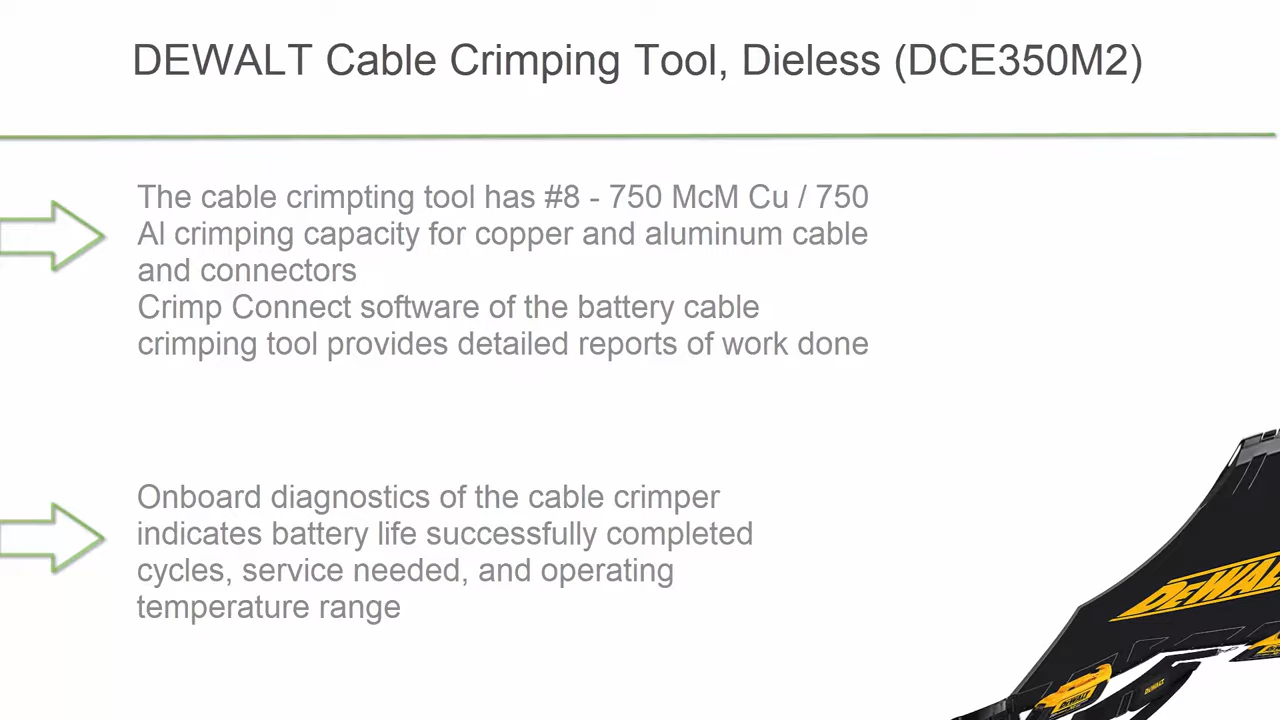 DEWALT Cable Crimping Tool, Dieless (DCE350M2)
The cable crimpting tool has #8 - 750 McM Cu / 750
Al crimping capacity for copper and aluminum cable
and connectors
Crimp Connect software of the battery cable
crimping tool provides detailed reports of work done
Onboard diagnostics of the cable crimper
indicates battery life successfully completed
cycles, service needed, and operating
temperature range
DEWALT
DEWALT
DEWALT